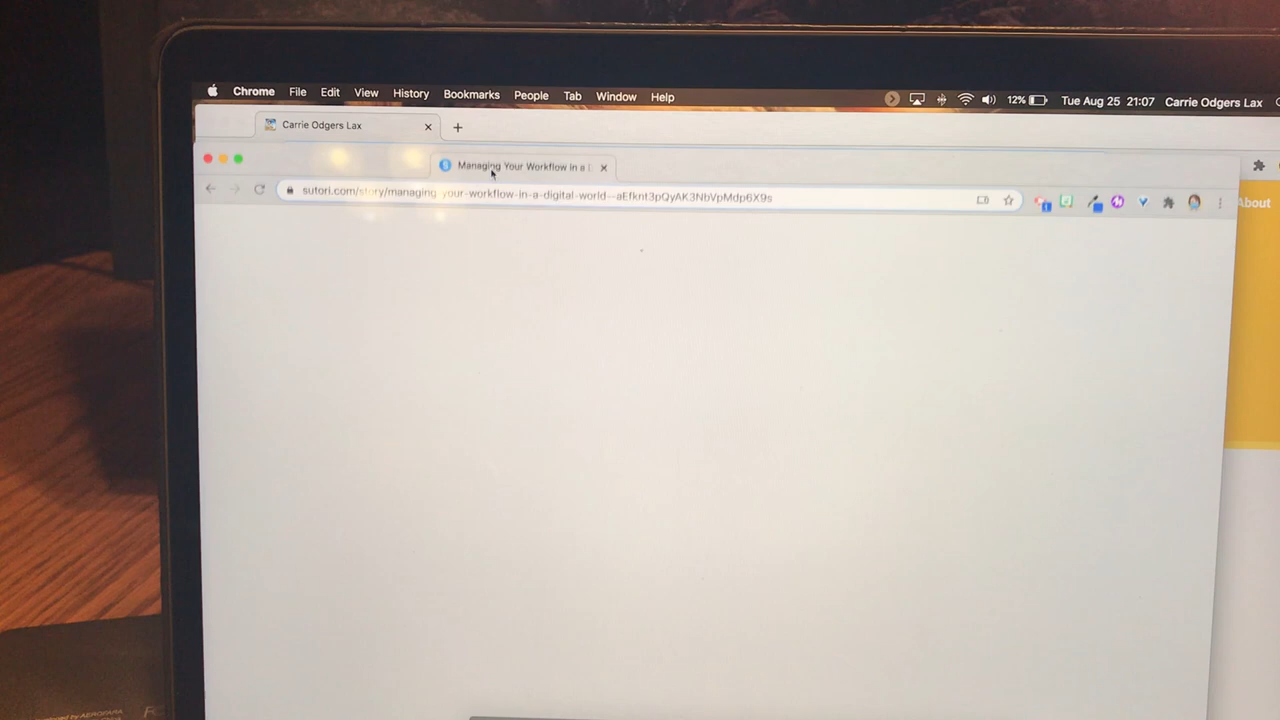 Chrome File Edit View History Bookmarks People Tab Window Help 12% Tue Aug 25 21:07 Carrie Odgers Lax
Carrie Odgers Lax
Managing Your Workflow in a
sutori.com/story/managing-your-workflow-in-a-digital-world--aEfknt3pQyAK3NbVpMdp6X9s
About